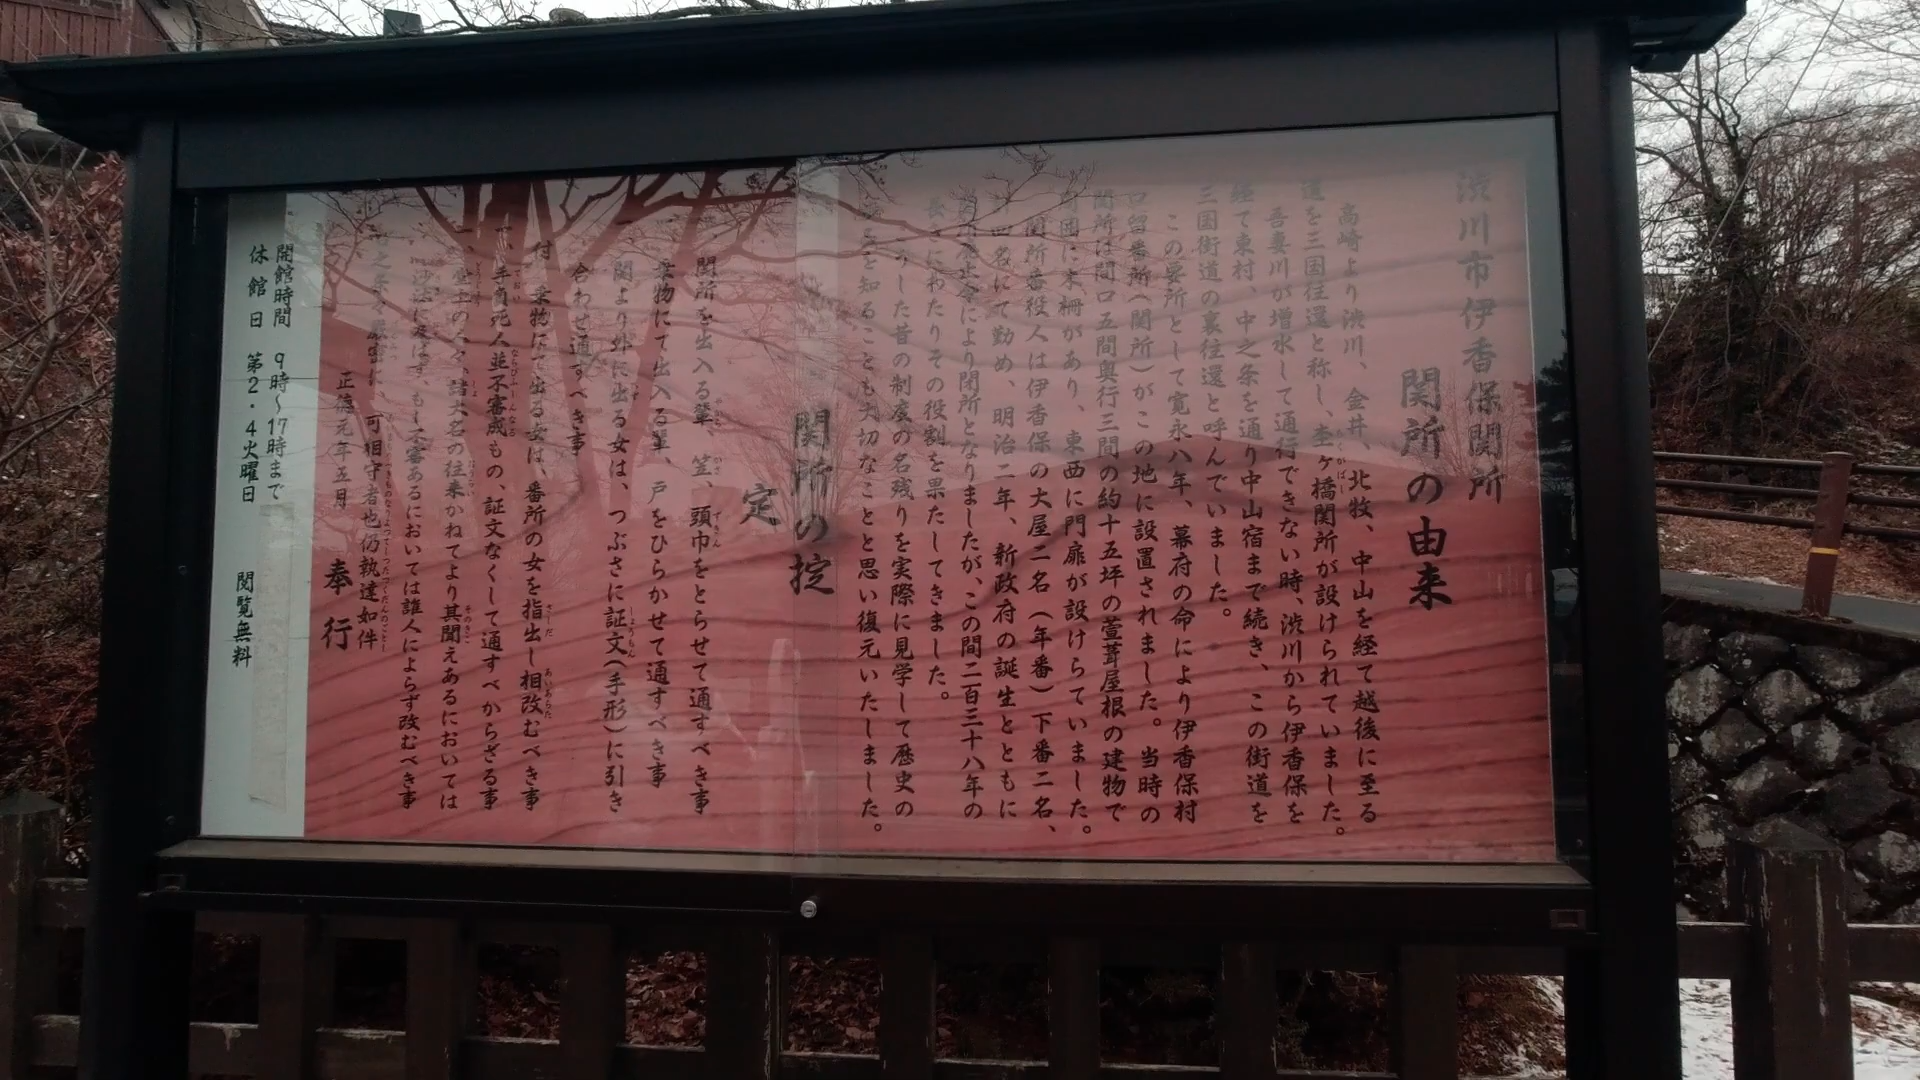 渋川市伊香保関所
関所の由来
高崎より渋川、金井、北牧、中山を経て越後に至る
道を三国往還と称し、杢ヶ橋関所が設けられていました。
吾妻川が増水して通行できない時、渋川から伊香保を
経て東村、中之条を通り中山宿まで続き、この街道を
三国街道の裏往還と呼んでいました。
この要所として寛永八年、幕府の命により伊香保村
口留番所(関所)がこの地に設置されました。当時の
関所は間口五間奥行三間の約十五坪の萱葺屋根の建物で
周囲に木柵があり、東西に門扉が設けらていました。
関所番役人は伊香保の大屋二名(年番)下番二名、
計四名にて勤め、明治二年、新政府の誕生とともに
関所廃止令により閉所となりましたが、この間二百三十八年の
長きにわたりその役割を果たしてきました。
こうした昔の制度の名残りを実際に見学して歴史の
を知ることも大切なことと思い復元いたしました。
関所の掟
定
関所を出入る輩、笠、頭巾をとらせて通すべき事
乗物にて出入る輩、戸をひらかせて通すべき事
関より外に出る女は、つぶさに証文(手形)に引き
合わせ通すべき事
付、乗物にて出る女は、番所の女を指出し相改むべき事
一、手負死人並不審成もの、証文なくして通すべからざる事
一、堂上の人々、諸大名の往来かねてより其聞えあるにおいては
沙汰に及ばず、もし不審あるにおいては誰人によらず改むべき事
之条々厳密に、可相守者也仍執達如件
正徳元年五月
奉行
開館時間 9時〜17時まで
休館日 第2・4火曜日 閲覧無料